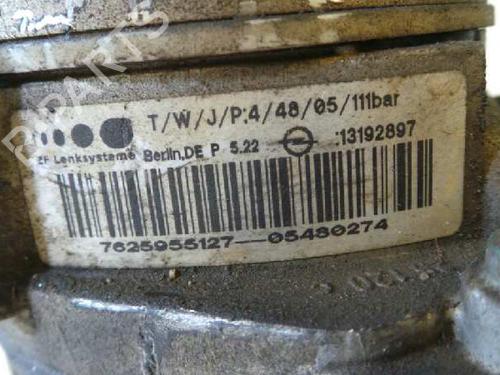 T/W/J/P:4/48/05/111bar
ZF Lenksysteme Berlin,DE P 5.22 :13192897
7625955127-05480274